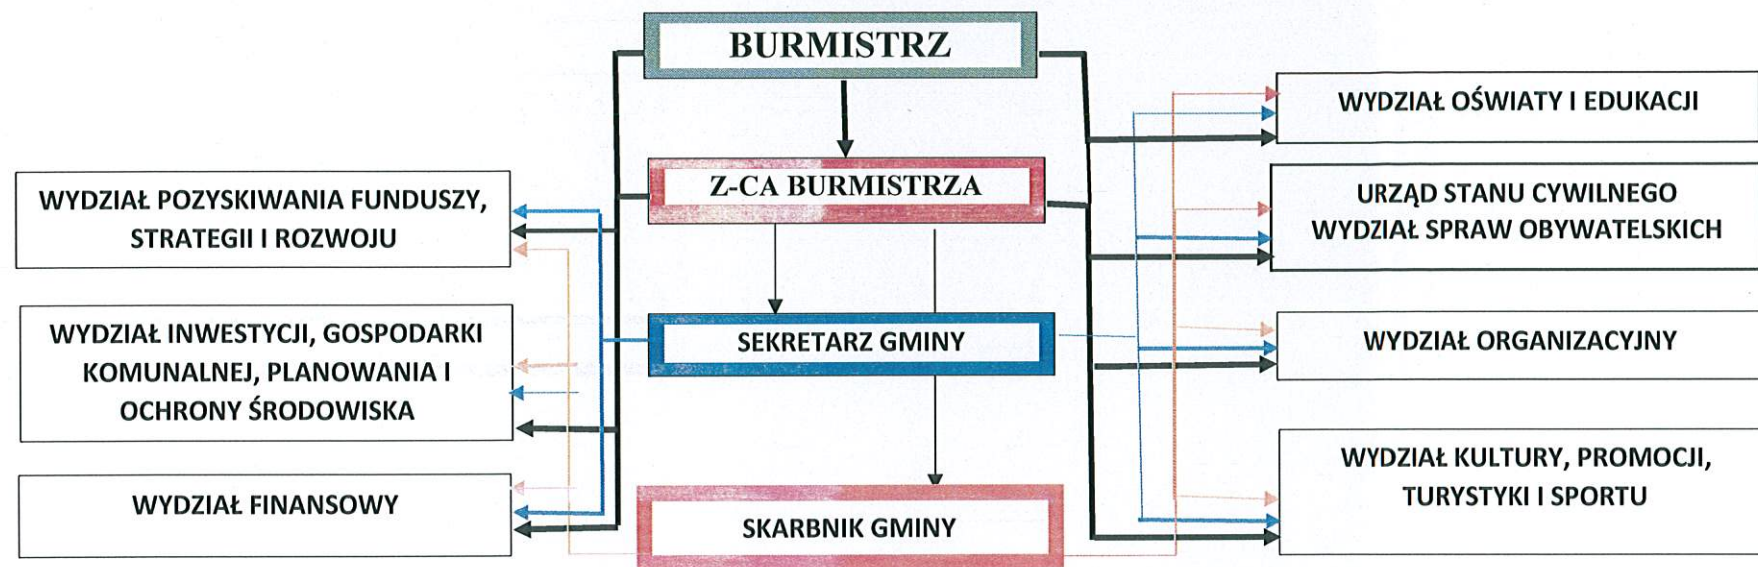 BURMISTRZ
Z-CA BURMISTRZA
SEKRETARZ GMINY
SKARBNIK GMINY
WYDZIAŁ POZYSKIWANIA FUNDUSZY,
STRATEGII I ROZWOJU
WYDZIAŁ INWESTYCJI, GOSPODARKI
KOMUNALNEJ, PLANOWANIA I
OCHRONY ŚRODOWISKA
WYDZIAŁ FINANSOWY
WYDZIAŁ OŚWIATY I EDUKACJI
URZĄD STANU CYWILNEGO
WYDZIAŁ SPRAW OBYWATELSKICH
WYDZIAŁ ORGANIZACYJNY
WYDZIAŁ KULTURY, PROMOCJI,
TURYSTYKI I SPORTU